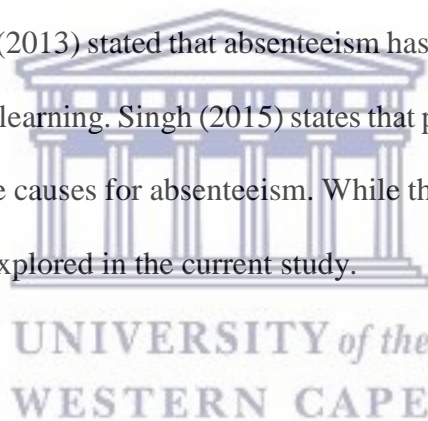 (2013) stated that absenteeism has
learning. Singh (2015) states that p
e causes for absenteeism. While th
xplored in the current study.
UNIVERSITY of the
WESTERN CAPE